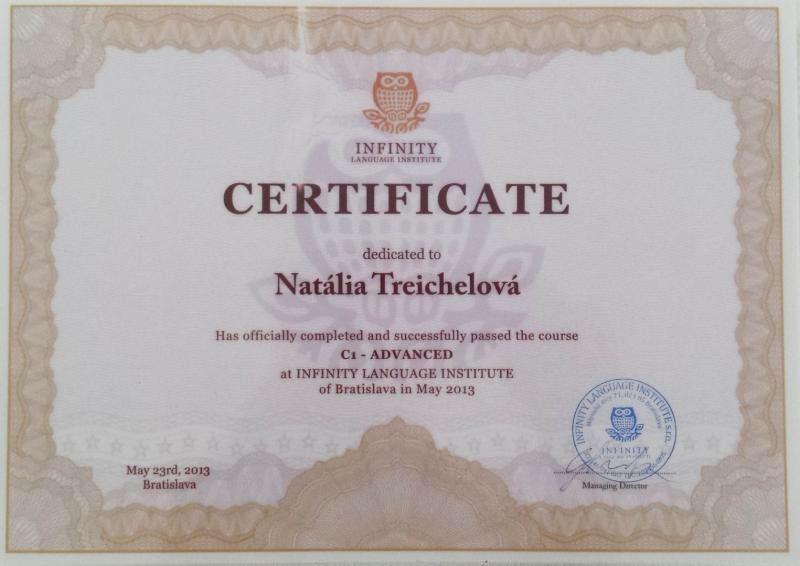 INFINITY
LANGUAGE INSTITUTE
CERTIFICATE
dedicated to
Natália Treichelová
Has officially completed and successfully passed the course
C1 - ADVANCED
at INFINITY LANGUAGE INSTITUTE
of Bratislava in May 2013
May 23rd, 2013
Bratislava
INFINITY LANGUAGE INSTITUTE s.r.o.
INFINITY
Managing Director